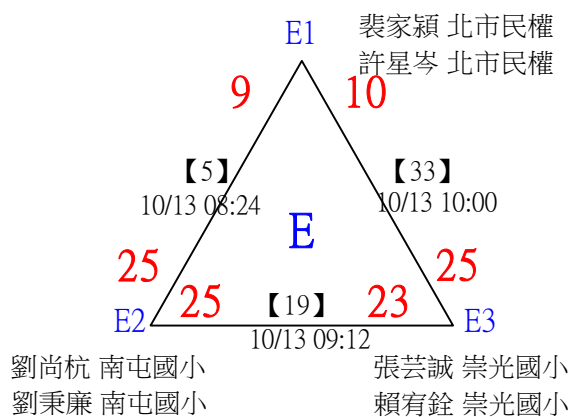 E1
裴家潁 北市民權
許星岑 北市民權
9
10
【5】
10/13 08:24
【33】
10/13 10:00
E
25
25
25
23
【19】
10/13 09:12
E2
E3
劉尚杭 南屯國小
劉秉廉 南屯國小
張芸誠 崇光國小
賴宥銓 崇光國小